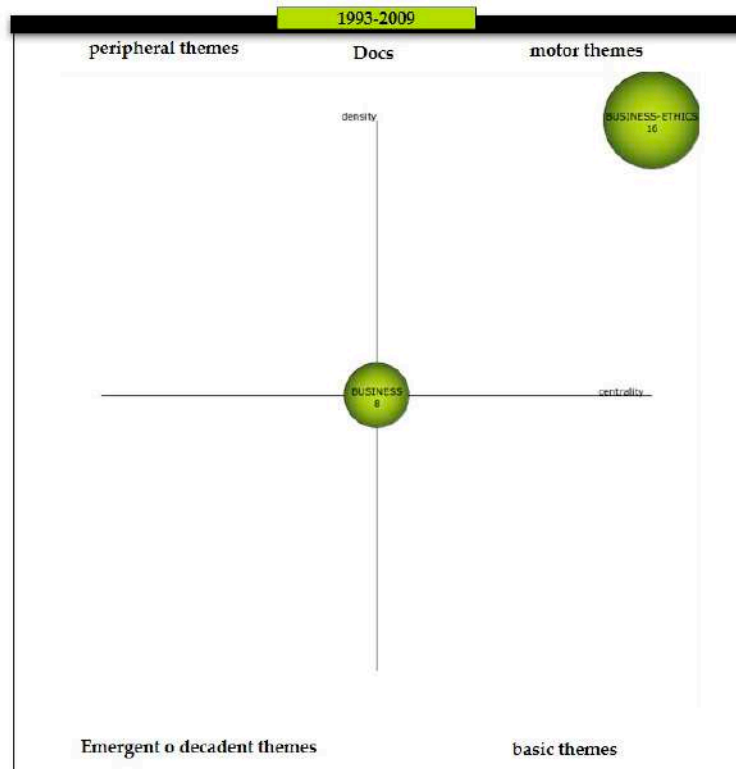 1993-2009
peripheral themes
Docs
motor themes
density
BUSINESS-ETHICS
16
BUSINESS
8
centrality
Emergent o decadent themes
basic themes